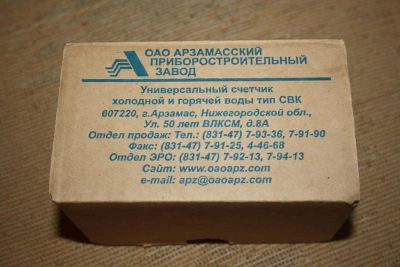 ОАО АРЗАМАССКИЙ
ПРИБОРОСТРОИТЕЛЬНЫЙ
ЗАВОД
Универсальный счетчик
холодной и горячей воды тип СВК
607220, г.Арзамас, Нижегородской обл.,
Ул. 50 лет ВЛКСМ, д.8А
Отдел продаж: Тел.: (831-47) 7-93-36, 7-91-90
Факс: (831-47) 7-91-25, 4-46-68
Отдел ЭРО: (831-47) 7-92-13, 7-94-13
Сайт: www.oaoapz.com
e-mail: apz@oaoapz.com